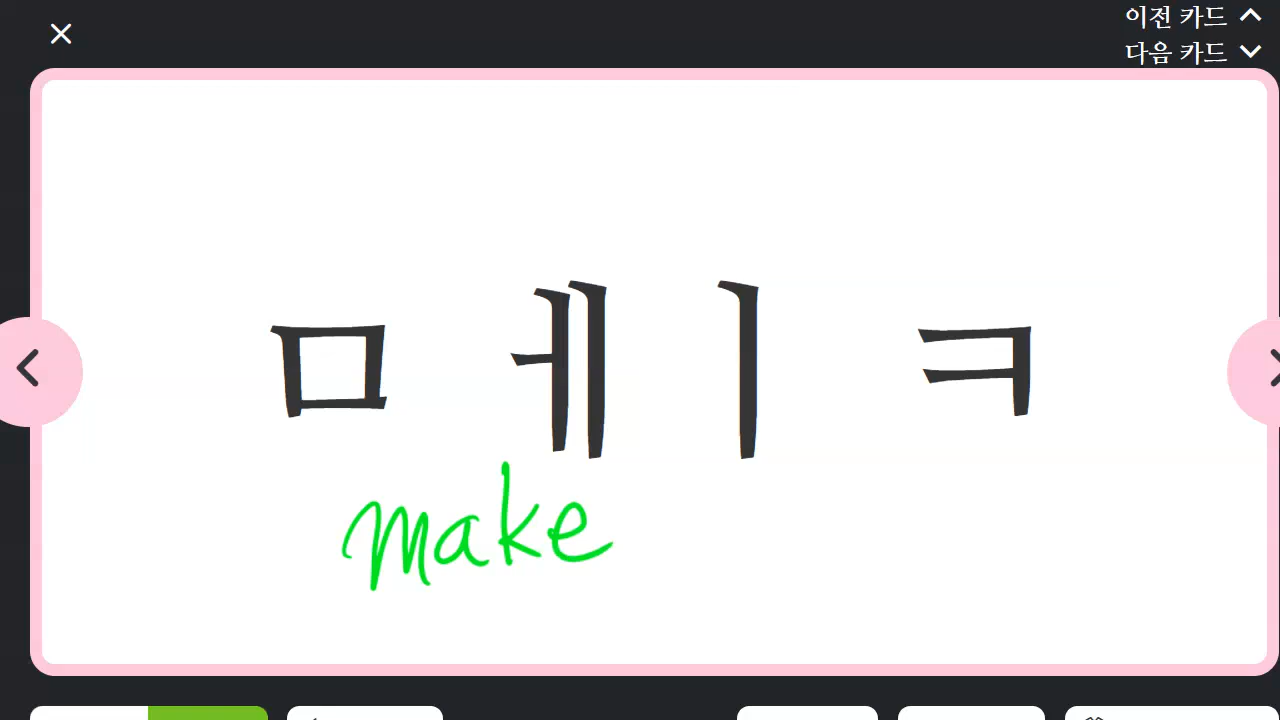 이전 카드
다음 카드
ㅁ ㅔ ㅣ ㅋ
make